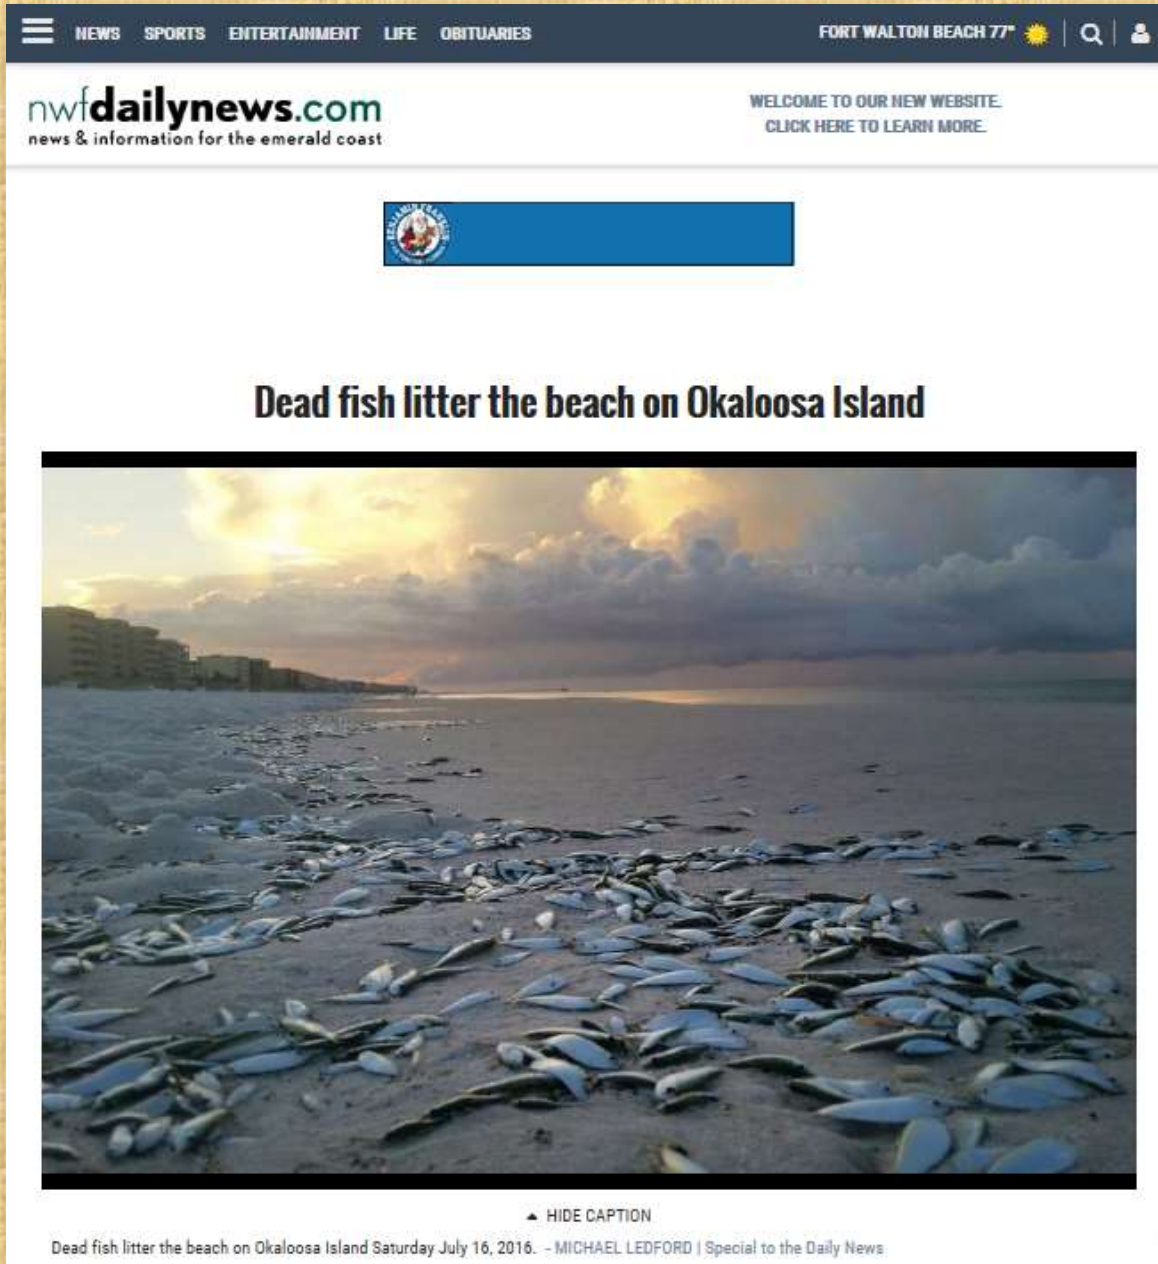 NEWS SPORTS ENTERTAINMENT LIFE OBITUARIES FORT WALTON BEACH 77°
nwfdailynews.com
news & information for the emerald coast
WELCOME TO OUR NEW WEBSITE.
CLICK HERE TO LEARN MORE.
BENJAMIN FRANKLIN
Dead fish litter the beach on Okaloosa Island
HIDE CAPTION
Dead fish litter the beach on Okaloosa Island Saturday July 16, 2016. - MICHAEL LEDFORD | Special to the Daily News